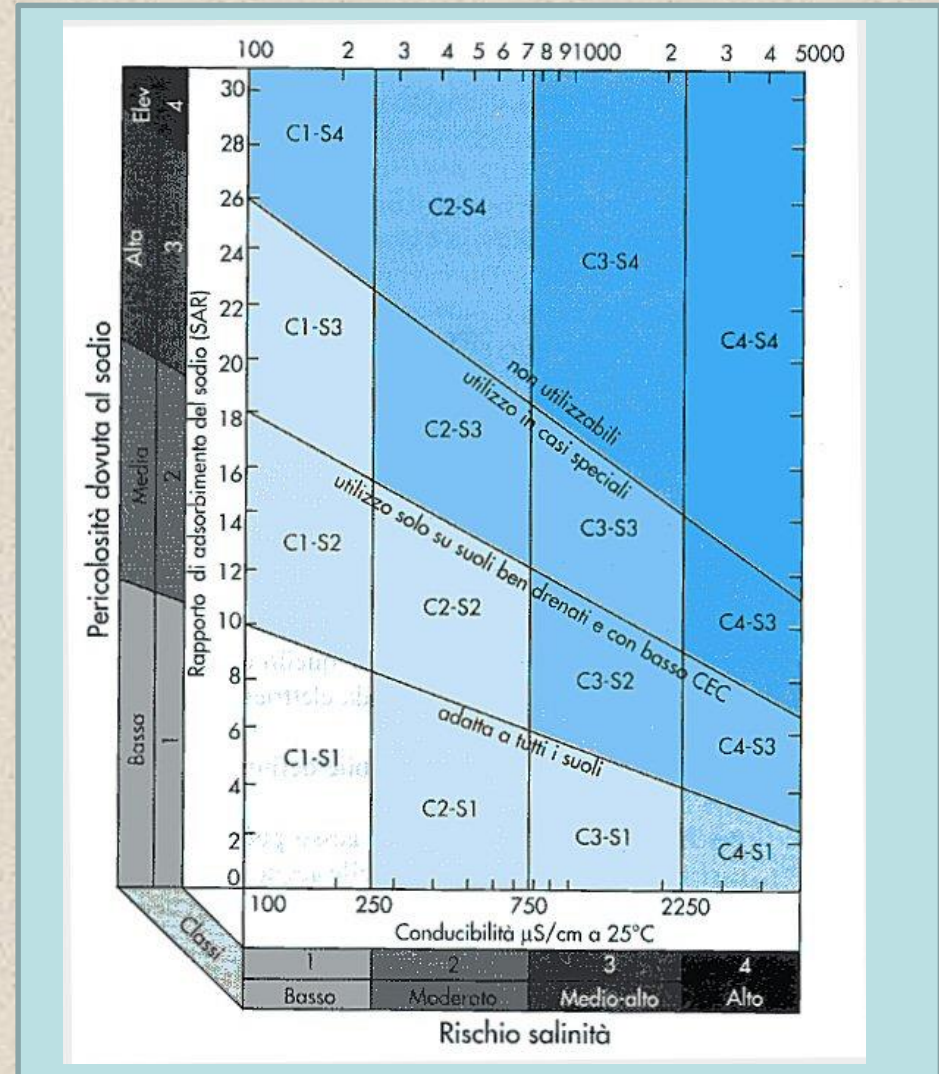 100 2 3 4 5 6 7 8 9 1000 2 3 4 5000
Pericolosità dovuta al sodio
Elev 4
Alta 3
Media 2
Bassa 1
Rapporto di adsorbimento del sodio (SAR)
30
28
26
24
22
20
18
16
14
12
10
8
6
4
2
0
C1-S4
C2-S4
C3-S4
C4-S4
C1-S3
C2-S3
C3-S3
C4-S3
C1-S2
C2-S2
C3-S2
C4-S3
C1-S1
C2-S1
C3-S1
C4-S1
non utilizzabili
utilizzo in casi speciali
utilizzo solo su suoli ben drenati e con basso CEC
adatta a tutti i suoli
100 250 750 2250
Conducibilità µS/cm a 25°C
Classi
1 2 3 4
Basso Moderato Medio-alto Alto
Rischio salinità